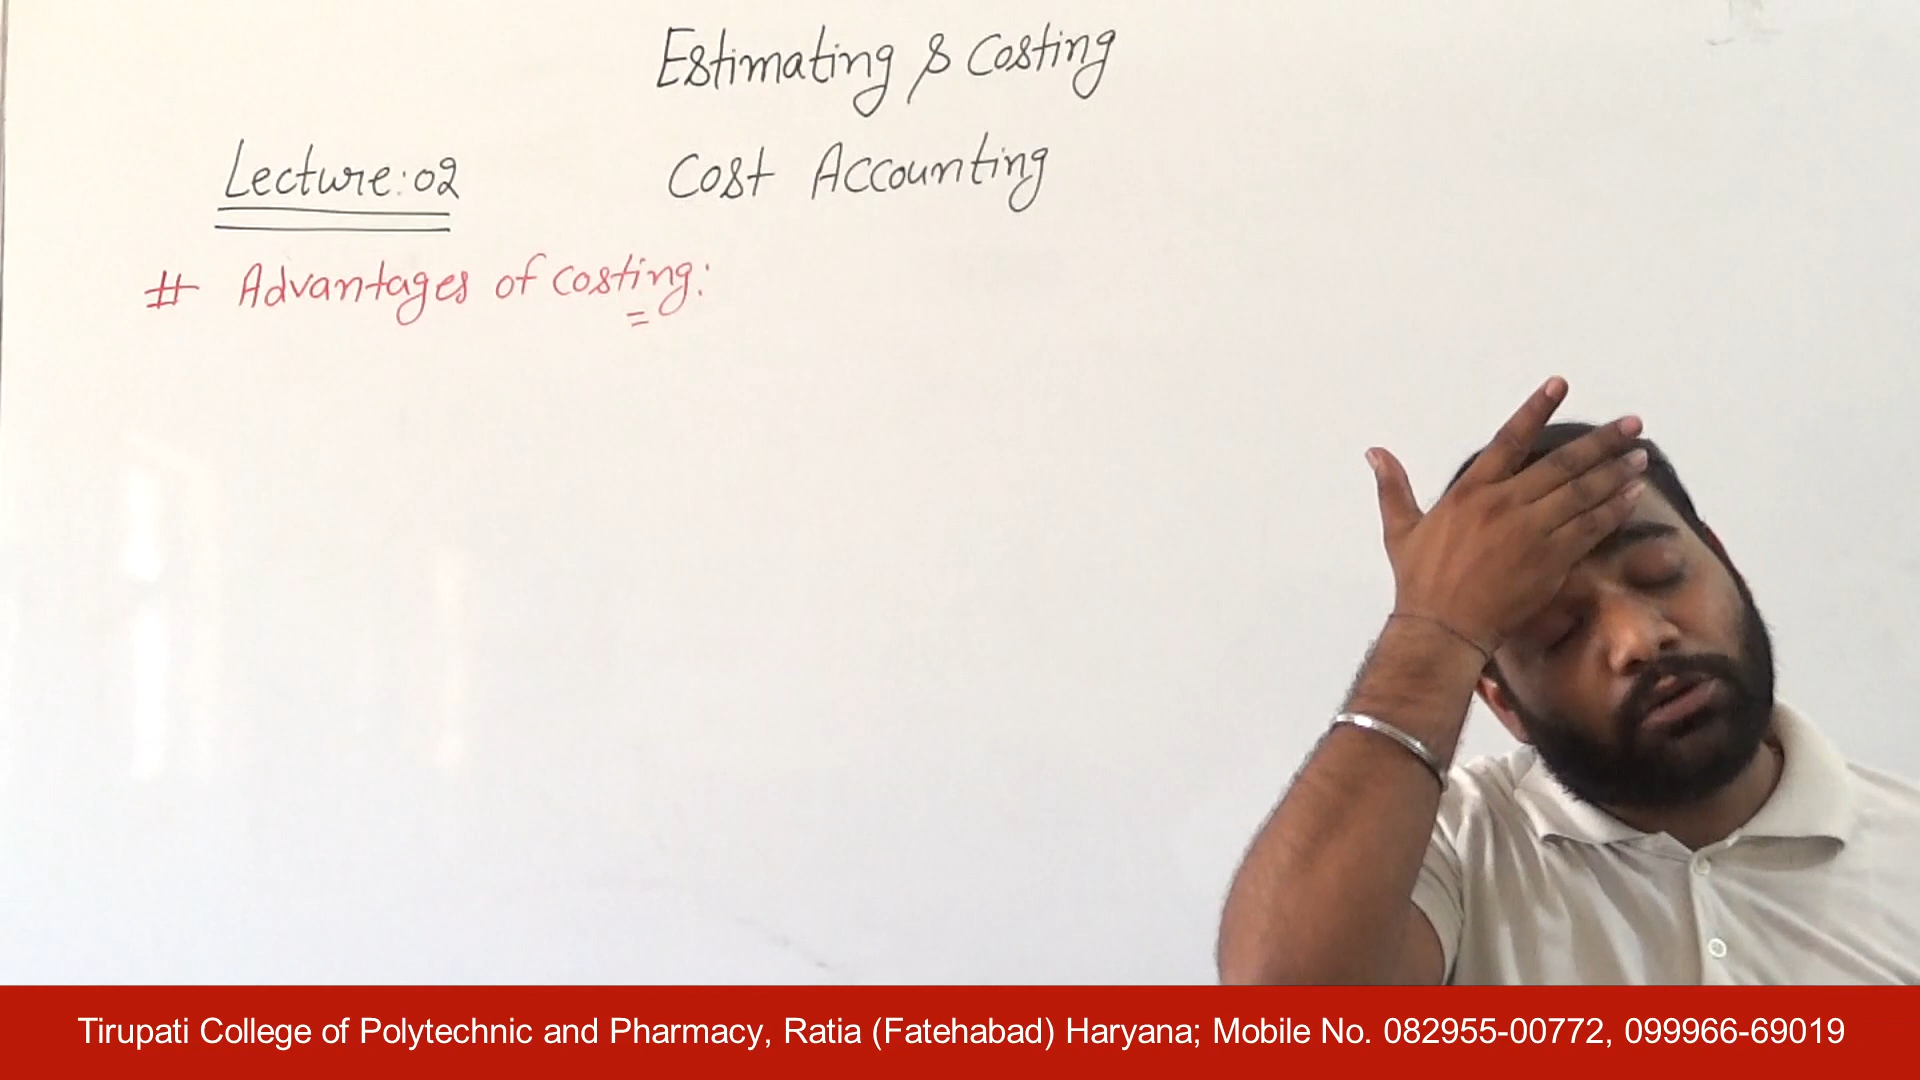 Estimating & Costing
Lecture: 02 Cost Accounting
# Advantages of costing:
Tirupati College of Polytechnic and Pharmacy, Ratia (Fatehabad) Haryana; Mobile No. 082955-00772, 099966-69019